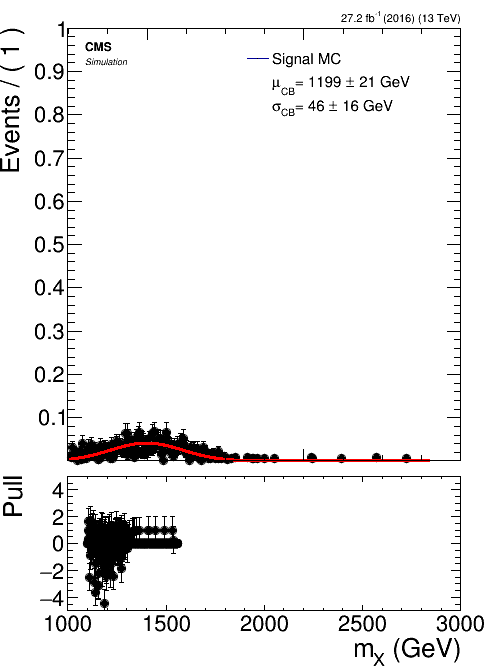 27.2 fb⁻¹ (2016) (13 TeV)
CMS
Simulation
Signal MC
μ_CB= 1199 ± 21 GeV
σ_CB= 46 ± 16 GeV
Events / ( 1 )
1
0.9
0.8
0.7
0.6
0.5
0.4
0.3
0.2
0.1
Pull
4
2
0
−2
−4
1000 1500 2000 2500 3000
m_X (GeV)